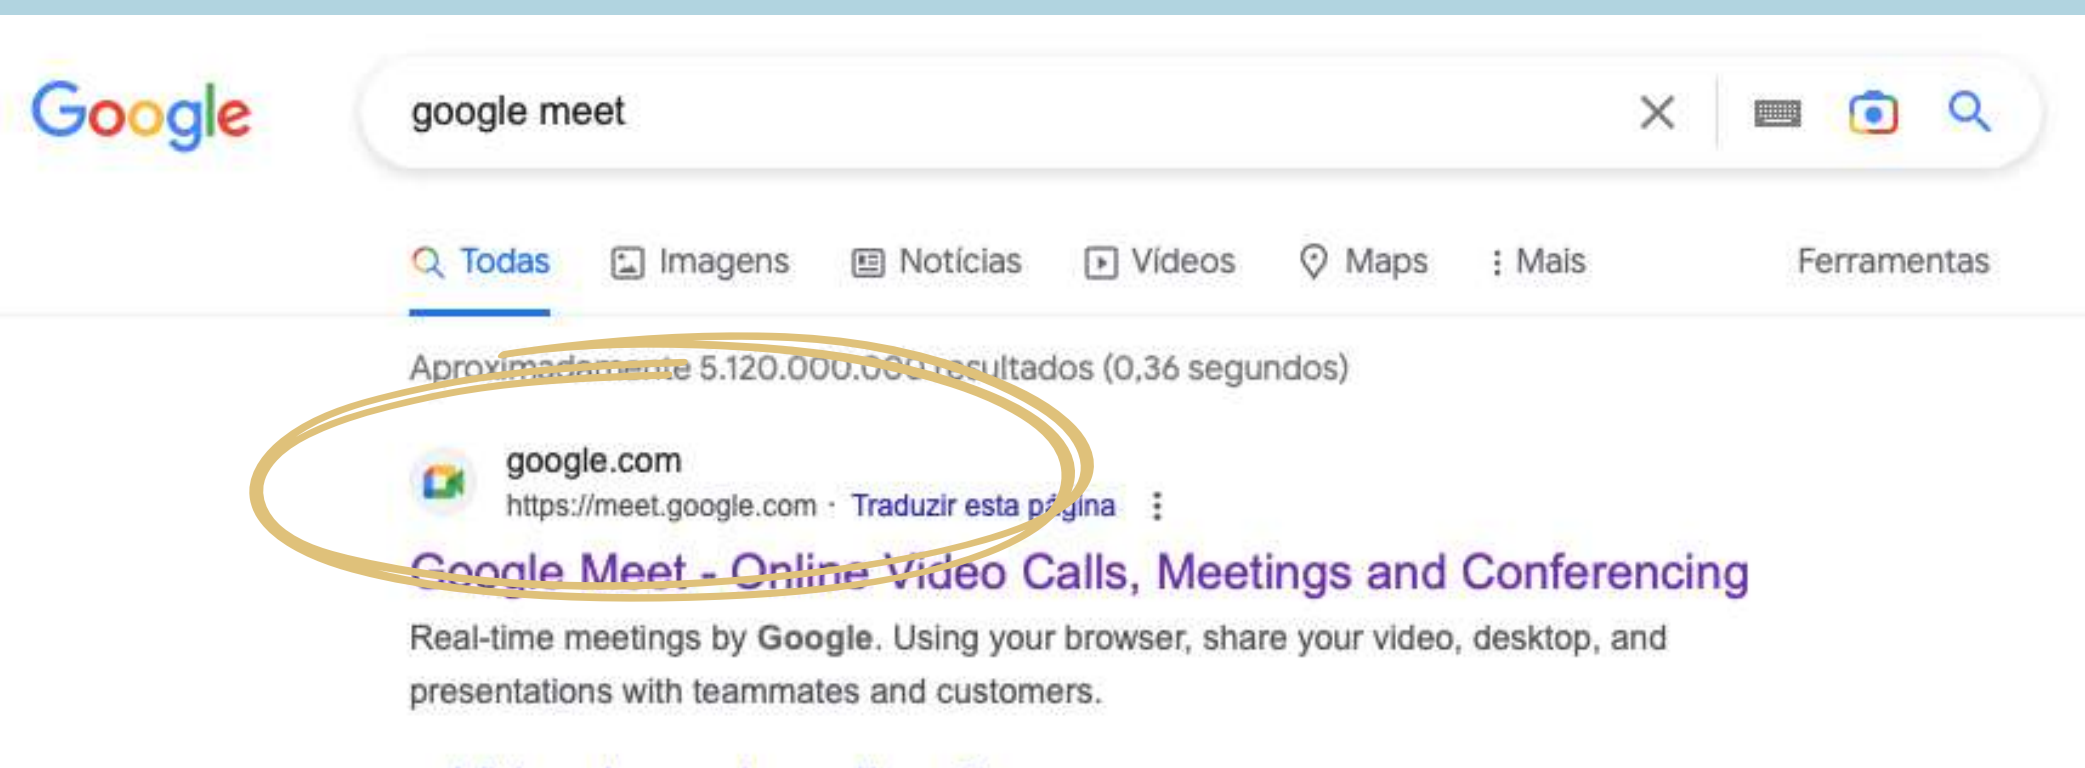 Google
google meet
Todas Imagens Notícias Vídeos Maps Mais Ferramentas
Aproximadamente 5.120.000.000 resultados (0,36 segundos)
google.com
https://meet.google.com · Traduzir esta página
Google Meet - Online Video Calls, Meetings and Conferencing
Real-time meetings by Google. Using your browser, share your video, desktop, and
presentations with teammates and customers.